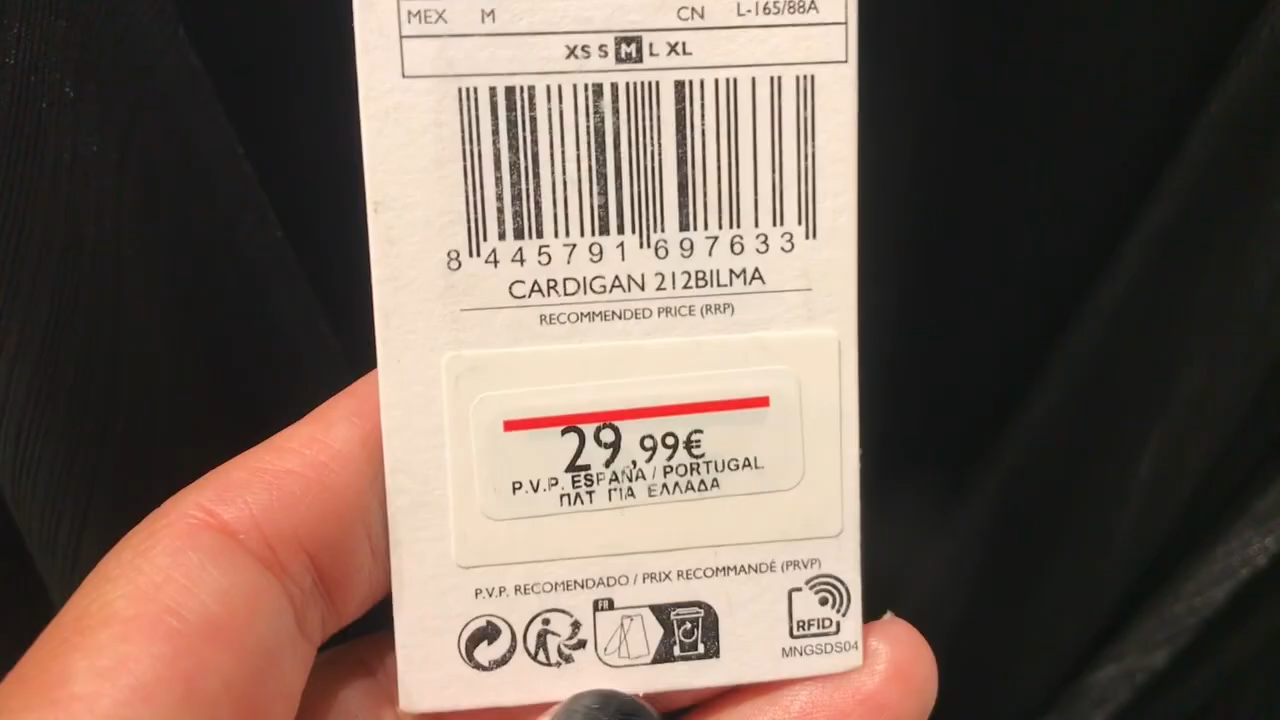 MEX M CN L-165/88A
XS S M L XL
8 445791 697633
CARDIGAN 212BILMA
RECOMMENDED PRICE (RRP)
29,99€
P.V.P. ESPAÑA / PORTUGAL
ΠΛΤ ΓΙΑ ΕΛΛΑΔΑ
P.V.P. RECOMENDADO / PRIX RECOMMANDÉ (PRVP)
FR
RFID
MNGSDS04